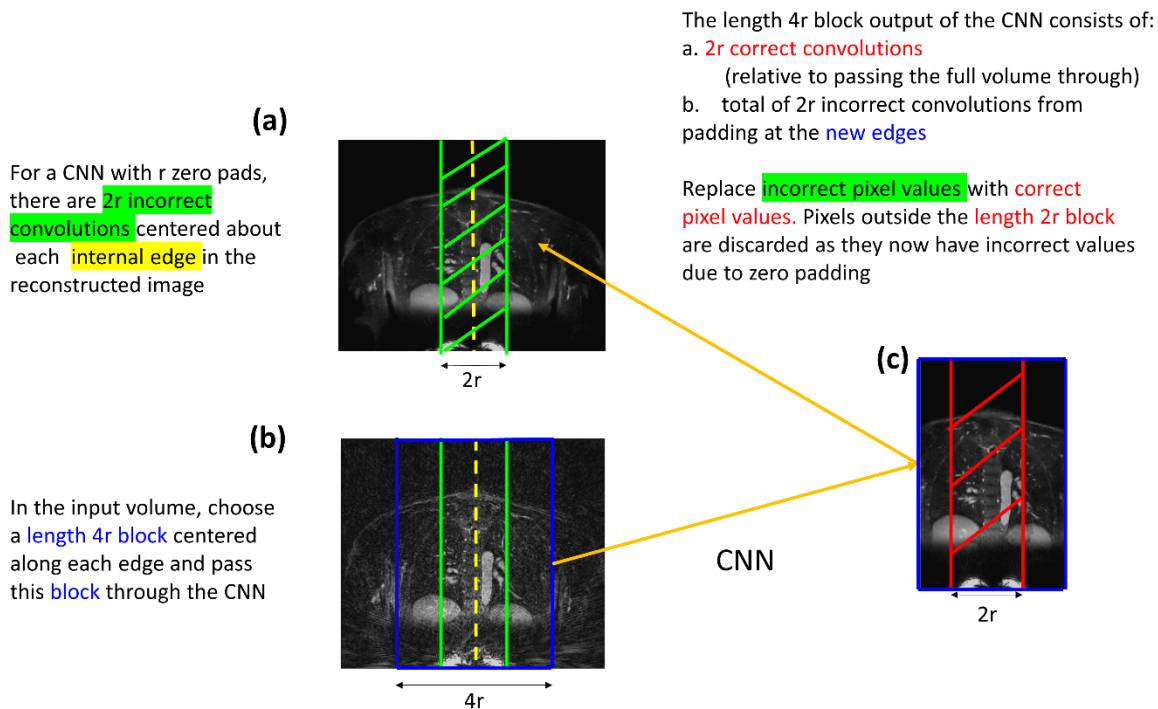 The length 4r block output of the CNN consists of:
a. 2r correct convolutions
(relative to passing the full volume through)
b. total of 2r incorrect convolutions from
padding at the new edges
Replace incorrect pixel values with correct
pixel values. Pixels outside the length 2r block
are discarded as they now have incorrect values
due to zero padding
(a)
For a CNN with r zero pads,
there are 2r incorrect
convolutions centered about
each internal edge in the
reconstructed image
2r
(b)
In the input volume, choose
a length 4r block centered
along each edge and pass
this block through the CNN
4r
CNN
(c)
2r